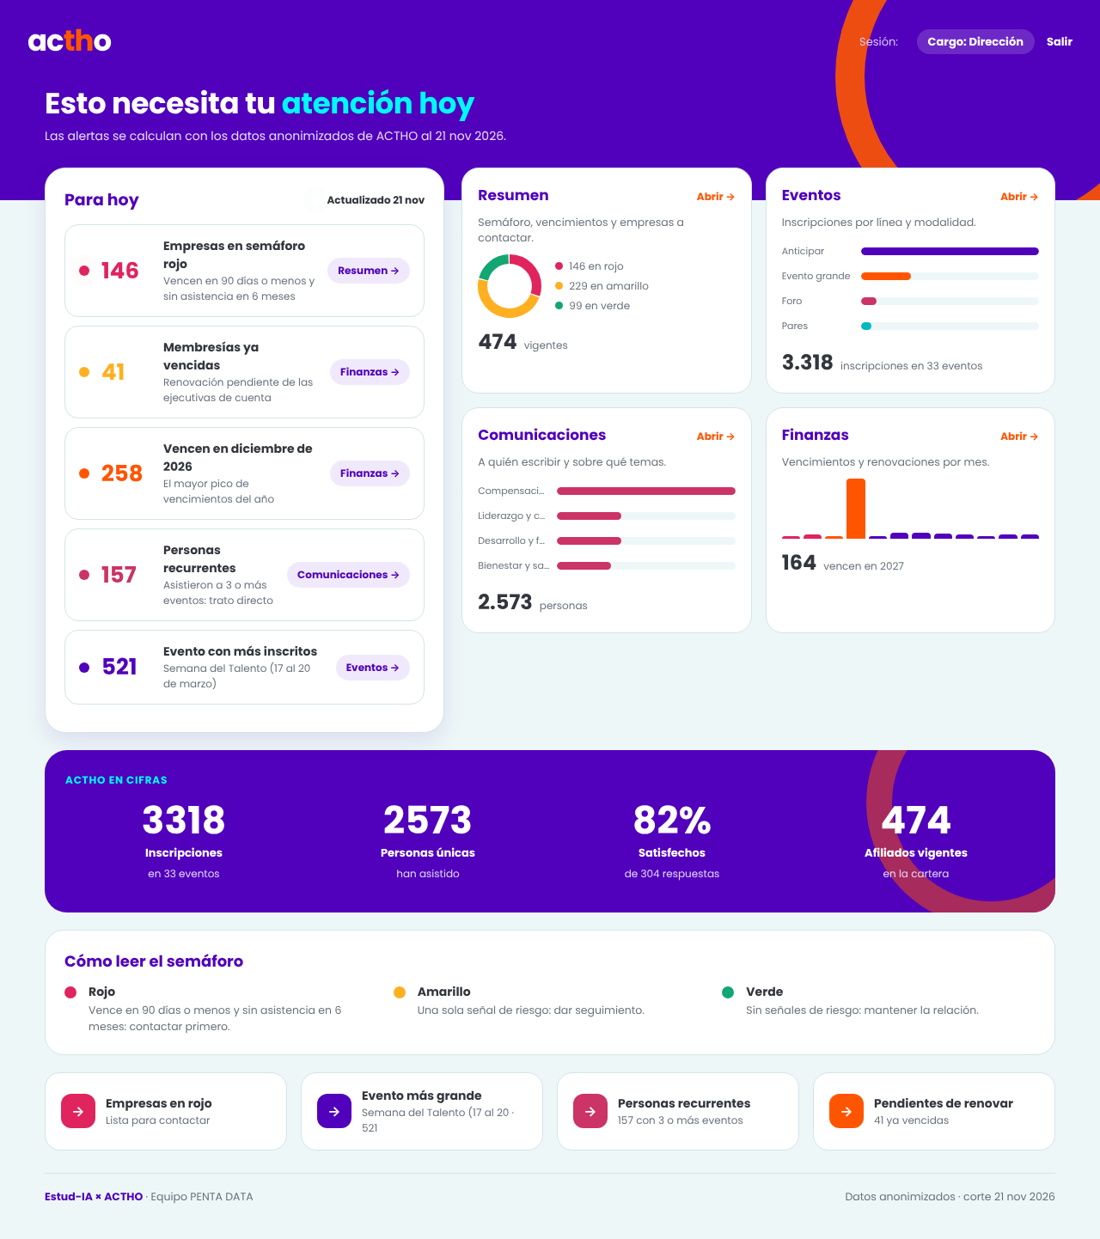 actho
Sesión:
Cargo: Dirección
Salir
Esto necesita tu atención hoy
Las alertas se calculan con los datos anonimizados de ACTHO al 21 nov 2026.
Para hoy
Actualizado 21 nov
146
Empresas en semáforo
rojo
Vencen en 90 días o menos y
sin asistencia en 6 meses
Resumen →
41
Membresías ya
vencidas
Renovación pendiente de las
ejecutivas de cuenta
Finanzas →
258
Vencen en diciembre de
2026
El mayor pico de
vencimientos del año
Finanzas →
157
Personas
recurrentes
Asistieron a 3 o más
eventos: trato directo
Comunicaciones →
521
Evento con más inscritos
Semana del Talento (17 al 20
de marzo)
Eventos →
Resumen
Abrir →
Semáforo, vencimientos y empresas a
contactar.
146 en rojo
229 en amarillo
99 en verde
474 vigentes
Eventos
Abrir →
Inscripciones por línea y modalidad.
Anticipar
Evento grande
Foro
Pares
3.318 inscripciones en 33 eventos
Comunicaciones
Abrir →
A quién escribir y sobre qué temas.
Compensaci...
Liderazgo y c...
Desarrollo y f...
Bienestar y sa...
2.573 personas
Finanzas
Abrir →
Vencimientos y renovaciones por mes.
164 vencen en 2027
ACTHO EN CIFRAS
3318
Inscripciones
en 33 eventos
2573
Personas únicas
han asistido
82%
Satisfechos
de 304 respuestas
474
Afiliados vigentes
en la cartera
Cómo leer el semáforo
Rojo
Vence en 90 días o menos y sin asistencia en 6
meses: contactar primero.
Amarillo
Una sola señal de riesgo: dar seguimiento.
Verde
Sin señales de riesgo: mantener la relación.
→
Empresas en rojo
Lista para contactar
→
Evento más grande
Semana del Talento (17 al 20 ·
521
→
Personas recurrentes
157 con 3 o más eventos
→
Pendientes de renovar
41 ya vencidas
Estud-IA × ACTHO · Equipo PENTA DATA
Datos anonimizados · corte 21 nov 2026